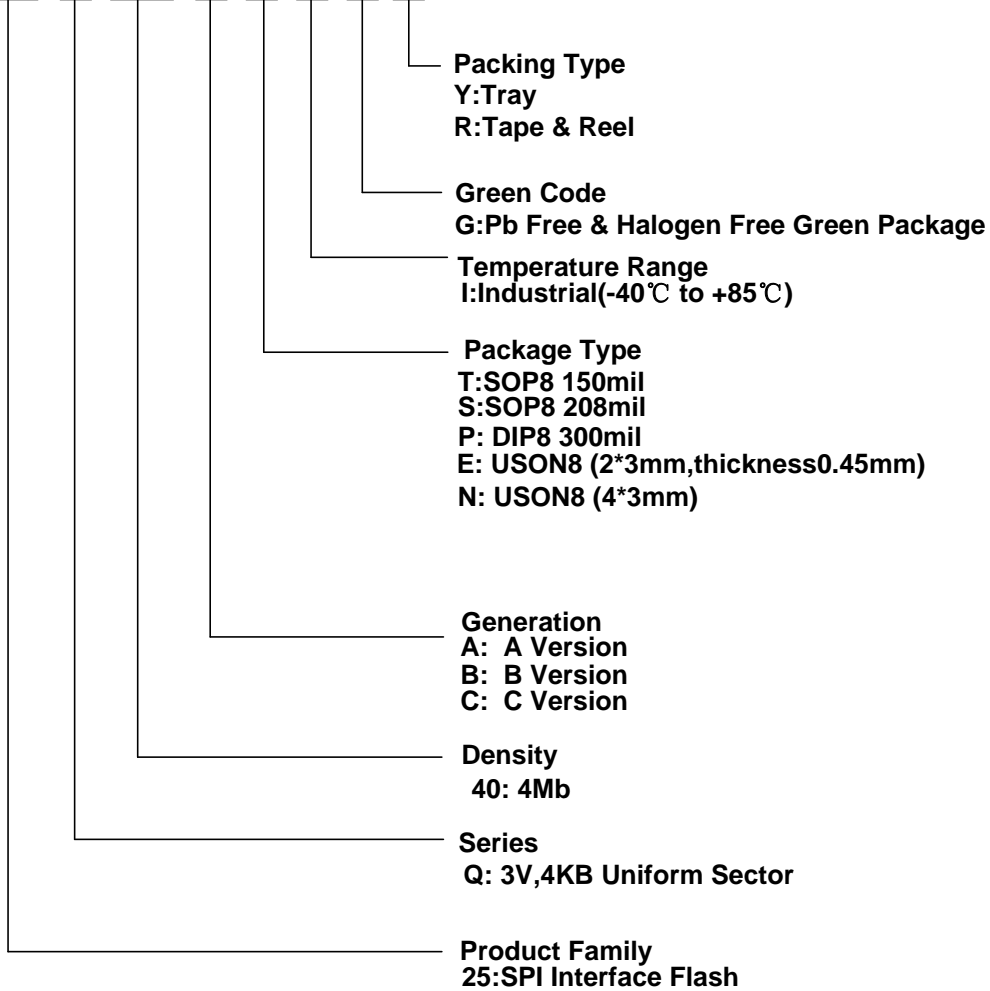 Packing Type
Y:Tray
R:Tape & Reel
Green Code
G:Pb Free & Halogen Free Green Package
Temperature Range
I:Industrial(-40℃ to +85℃)
Package Type
T:SOP8 150mil
S:SOP8 208mil
P: DIP8 300mil
E: USON8 (2*3mm,thickness0.45mm)
N: USON8 (4*3mm)
Generation
A: A Version
B: B Version
C: C Version
Density
40: 4Mb
Series
Q: 3V,4KB Uniform Sector
Product Family
25:SPI Interface Flash